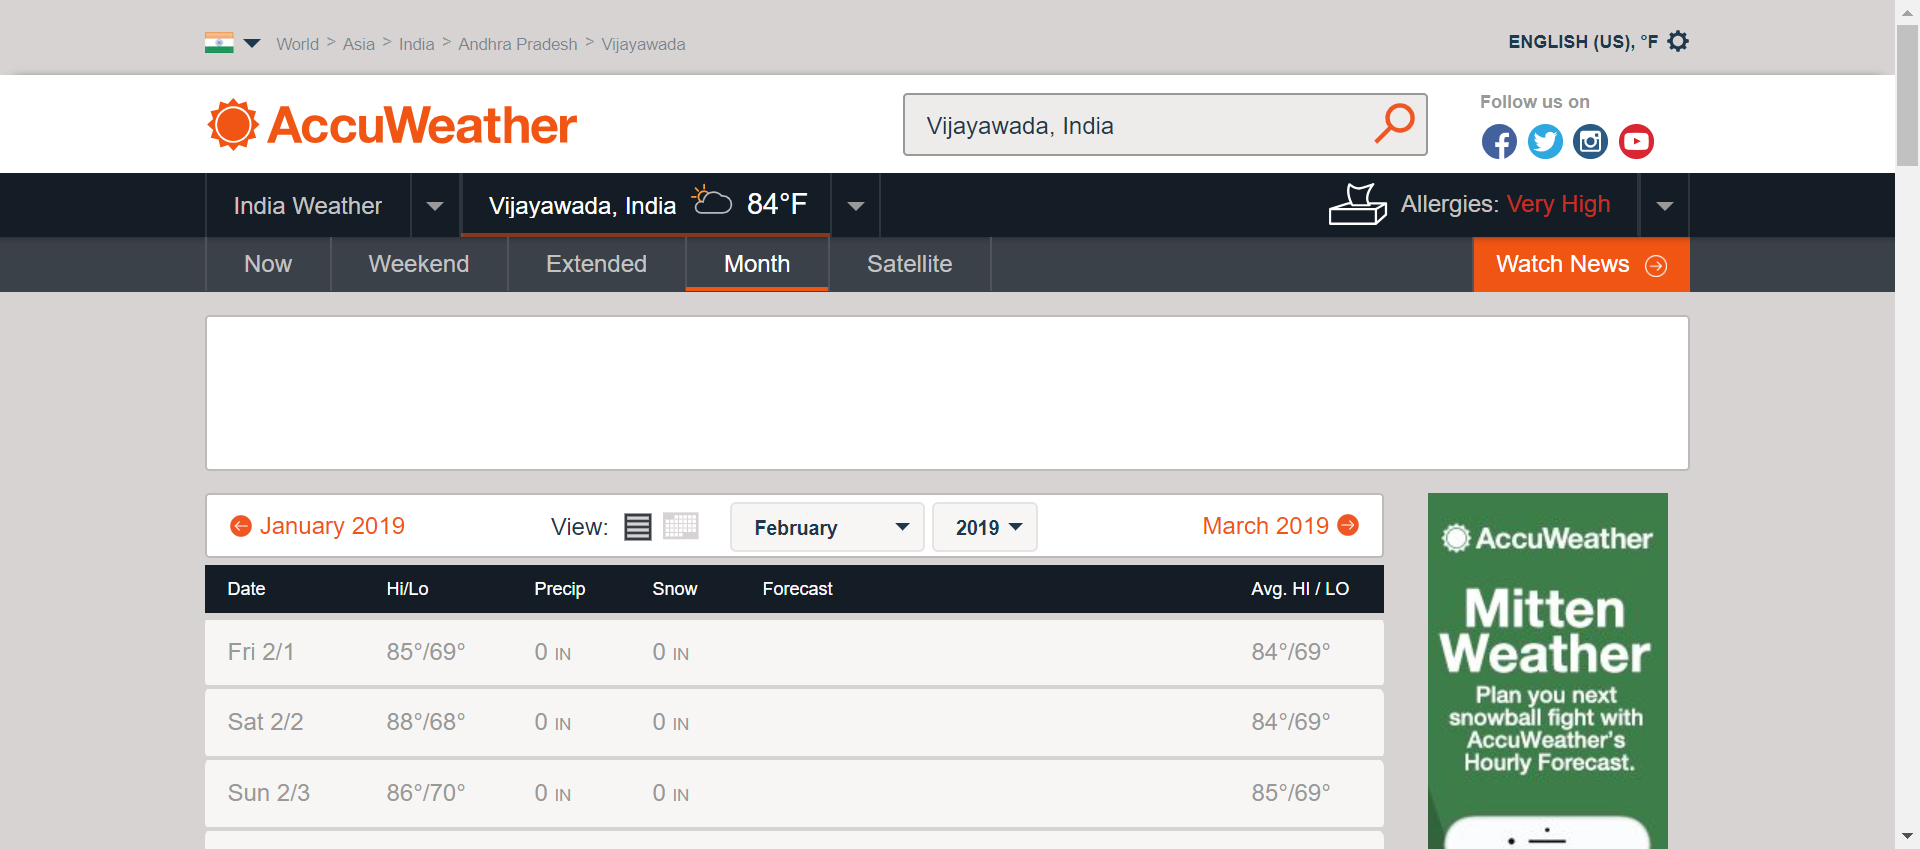 World > Asia > India > Andhra Pradesh > Vijayawada
ENGLISH (US), °F
AccuWeather
Vijayawada, India
Follow us on
India Weather
Vijayawada, India 84°F
Allergies: Very High
Now Weekend Extended Month Satellite
Watch News
January 2019 View: February 2019 March 2019
Date Hi/Lo Precip Snow Forecast Avg. HI / LO
Fri 2/1 85°/69° 0 IN 0 IN 84°/69°
Sat 2/2 88°/68° 0 IN 0 IN 84°/69°
Sun 2/3 86°/70° 0 IN 0 IN 85°/69°
AccuWeather
Mitten
Weather
Plan you next
snowball fight with
AccuWeather's
Hourly Forecast.